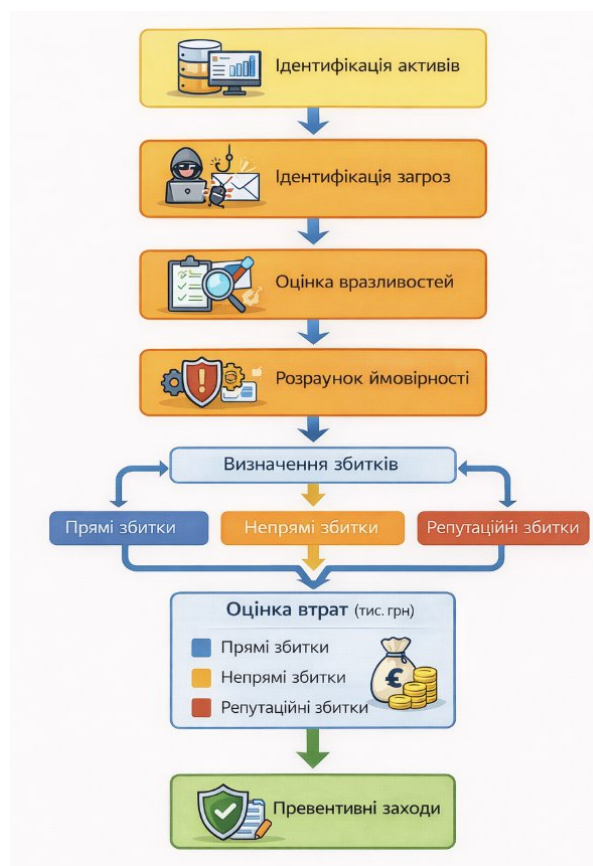 Ідентифікація активів
Ідентифікація загроз
Оцінка вразливостей
Розраунок ймовірності
Визначення збитків
Прямі збитки
Непрямі збитки
Репутаційні збитки
Оцінка втрат (тис. грн)
Прямі збитки
Непрямі збитки
Репутаційні збитки
€
Превентивні заходи